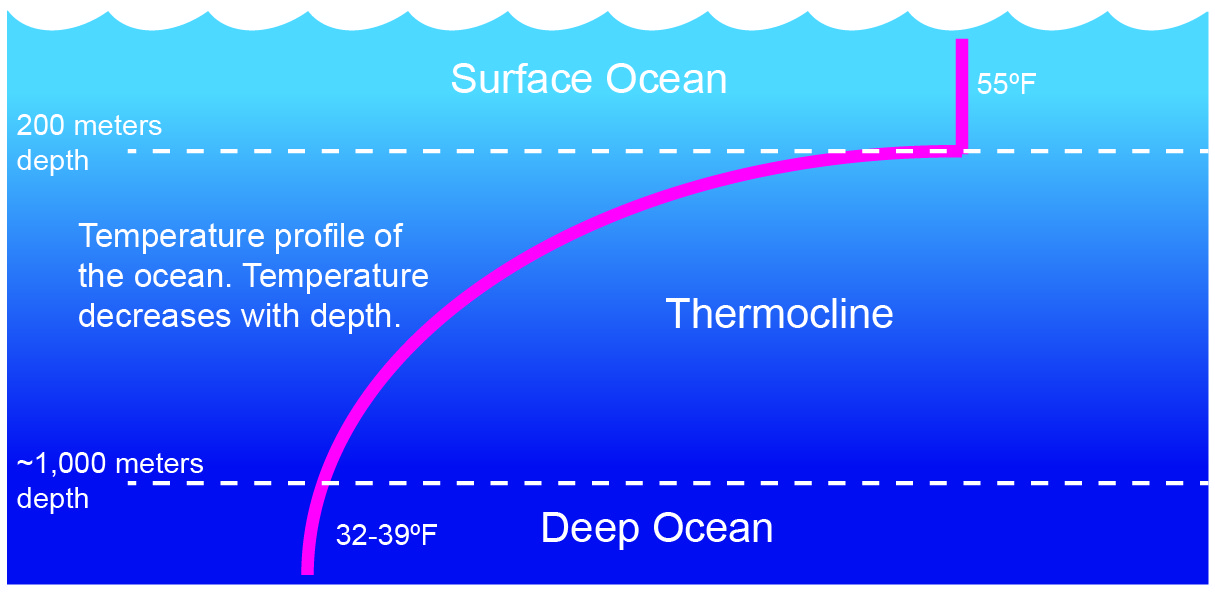 Surface Ocean
55ºF
200 meters
depth
Temperature profile of
the ocean. Temperature
decreases with depth.
Thermocline
~1,000 meters
depth
32-39ºF
Deep Ocean